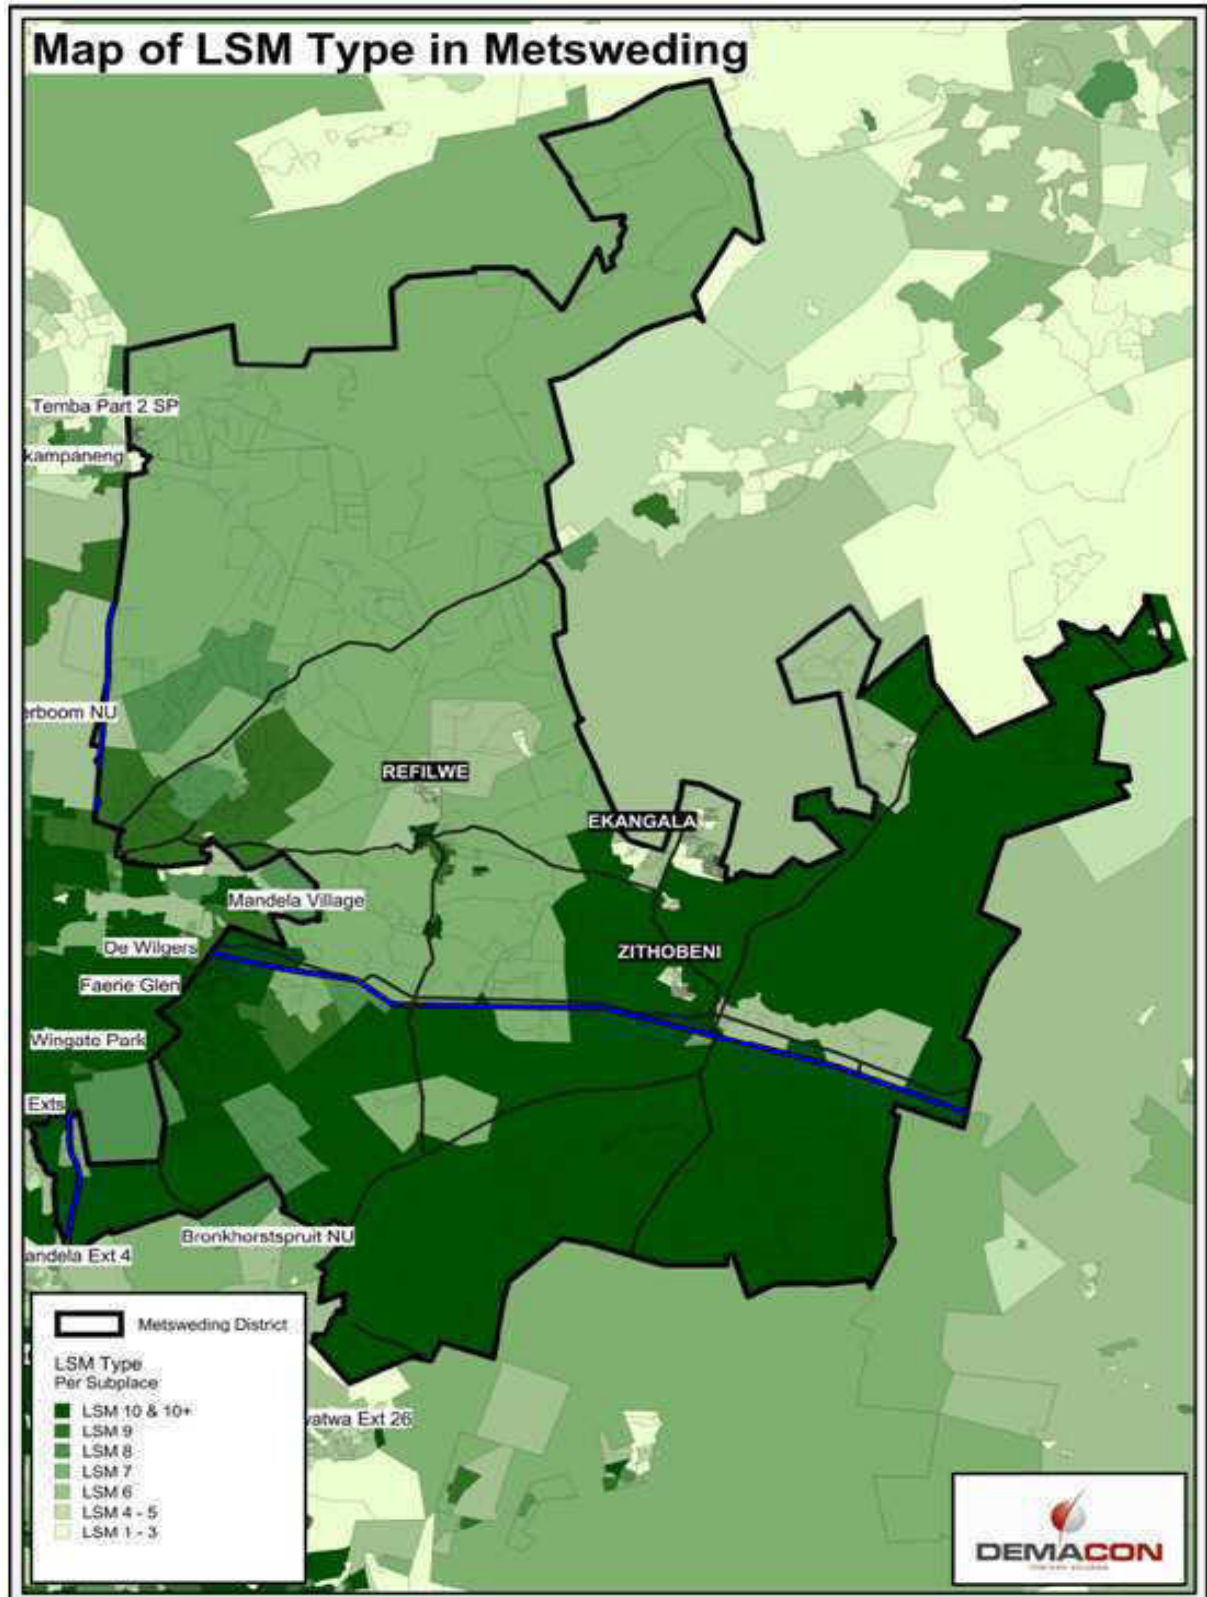 Map of LSM Type in Metsweding
Temba Part 2 SP
kampaneng
erboom NU
REFILWE
EKANGALA
Mandela Village
De Wilgers
ZITHOBENI
Faerie Glen
Wingate Park
Exts
Bronkhorstspruit NU
andela Ext 4
Metsweding District
LSM Type
Per Subplace
LSM 10 & 10+
LSM 9
LSM 8
LSM 7
LSM 6
LSM 4 - 5
LSM 1 - 3
watwa Ext 26
DEMACON